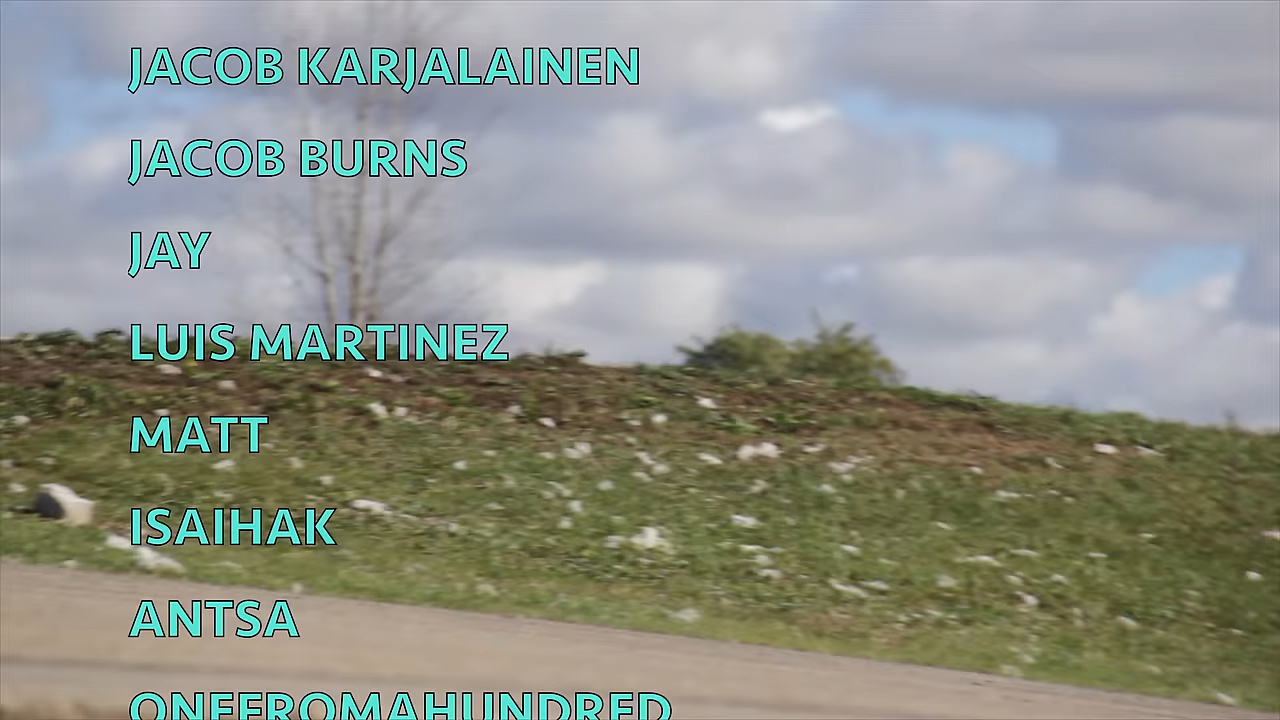 JACOB KARJALAINEN
JACOB BURNS
JAY
LUIS MARTINEZ
MATT
ISAIHAK
ANTSA
ONEFROMAHUNDRED